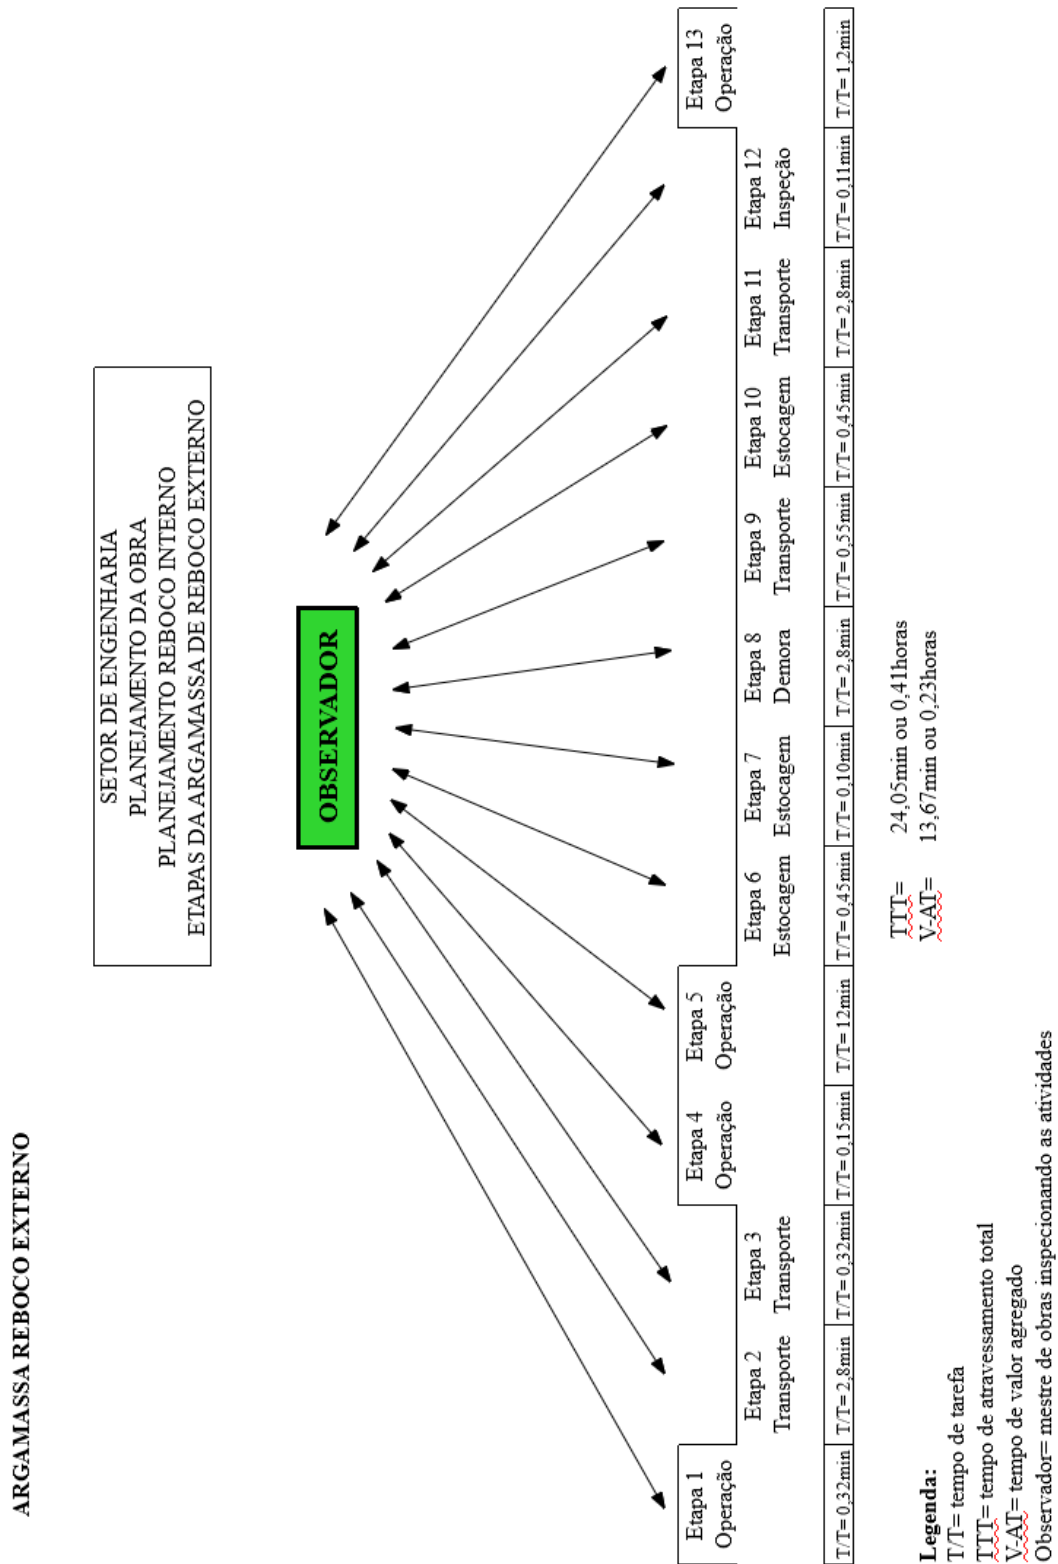 ARGAMASSA REBOCO EXTERNO
SETOR DE ENGENHARIA
PLANEJAMENTO DA OBRA
PLANEJAMENTO REBOCO INTERNO
ETAPAS DA ARGAMASSA DE REBOCO EXTERNO
OBSERVADOR
Etapa 1
Operação
Etapa 2
Transporte
Etapa 3
Transporte
Etapa 4
Operação
Etapa 5
Operação
Etapa 6
Estocagem
Etapa 7
Estocagem
Etapa 8
Demora
Etapa 9
Transporte
Etapa 10
Estocagem
Etapa 11
Transporte
Etapa 12
Inspeção
Etapa 13
Operação
T/T= 0,32min
T/T= 2,8min
T/T= 0,32min
T/T= 0,15min
T/T= 12min
T/T= 0,45min
T/T= 0,10min
T/T= 2,8min
T/T= 0,55min
T/T= 0,45min
T/T= 2,8min
T/T= 0,11min
T/T= 1,2min
TTT= 24,05min ou 0,41horas
V-AT= 13,67min ou 0,23horas
Legenda:
T/T= tempo de tarefa
TTT= tempo de atravessamento total
V-AT= tempo de valor agregado
Observador= mestre de obras inspecionando as atividades